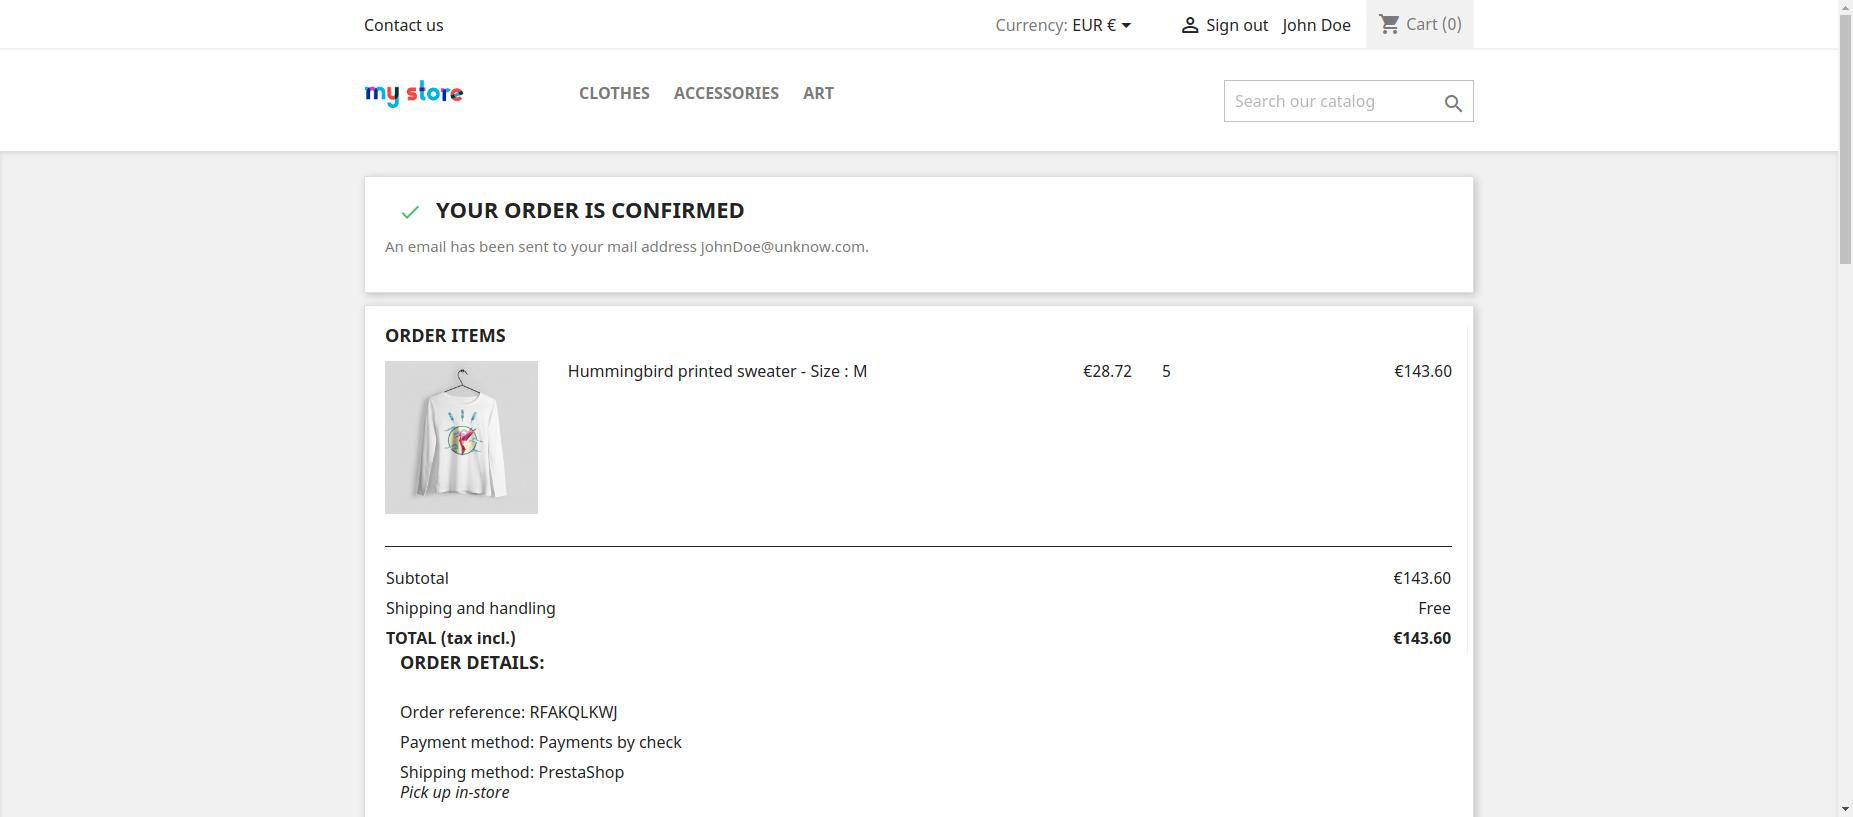 Contact us
Currency: EUR €
Sign out
John Doe
Cart (0)
my store
CLOTHES
ACCESSORIES
ART
Search our catalog
YOUR ORDER IS CONFIRMED
An email has been sent to your mail address johnDoe@unknow.com.
ORDER ITEMS
Hummingbird printed sweater - Size : M €28.72 5 €143.60
Subtotal €143.60
Shipping and handling Free
TOTAL (tax incl.) €143.60
ORDER DETAILS:
Order reference: RFAKQLKWJ
Payment method: Payments by check
Shipping method: PrestaShop
Pick up in-store